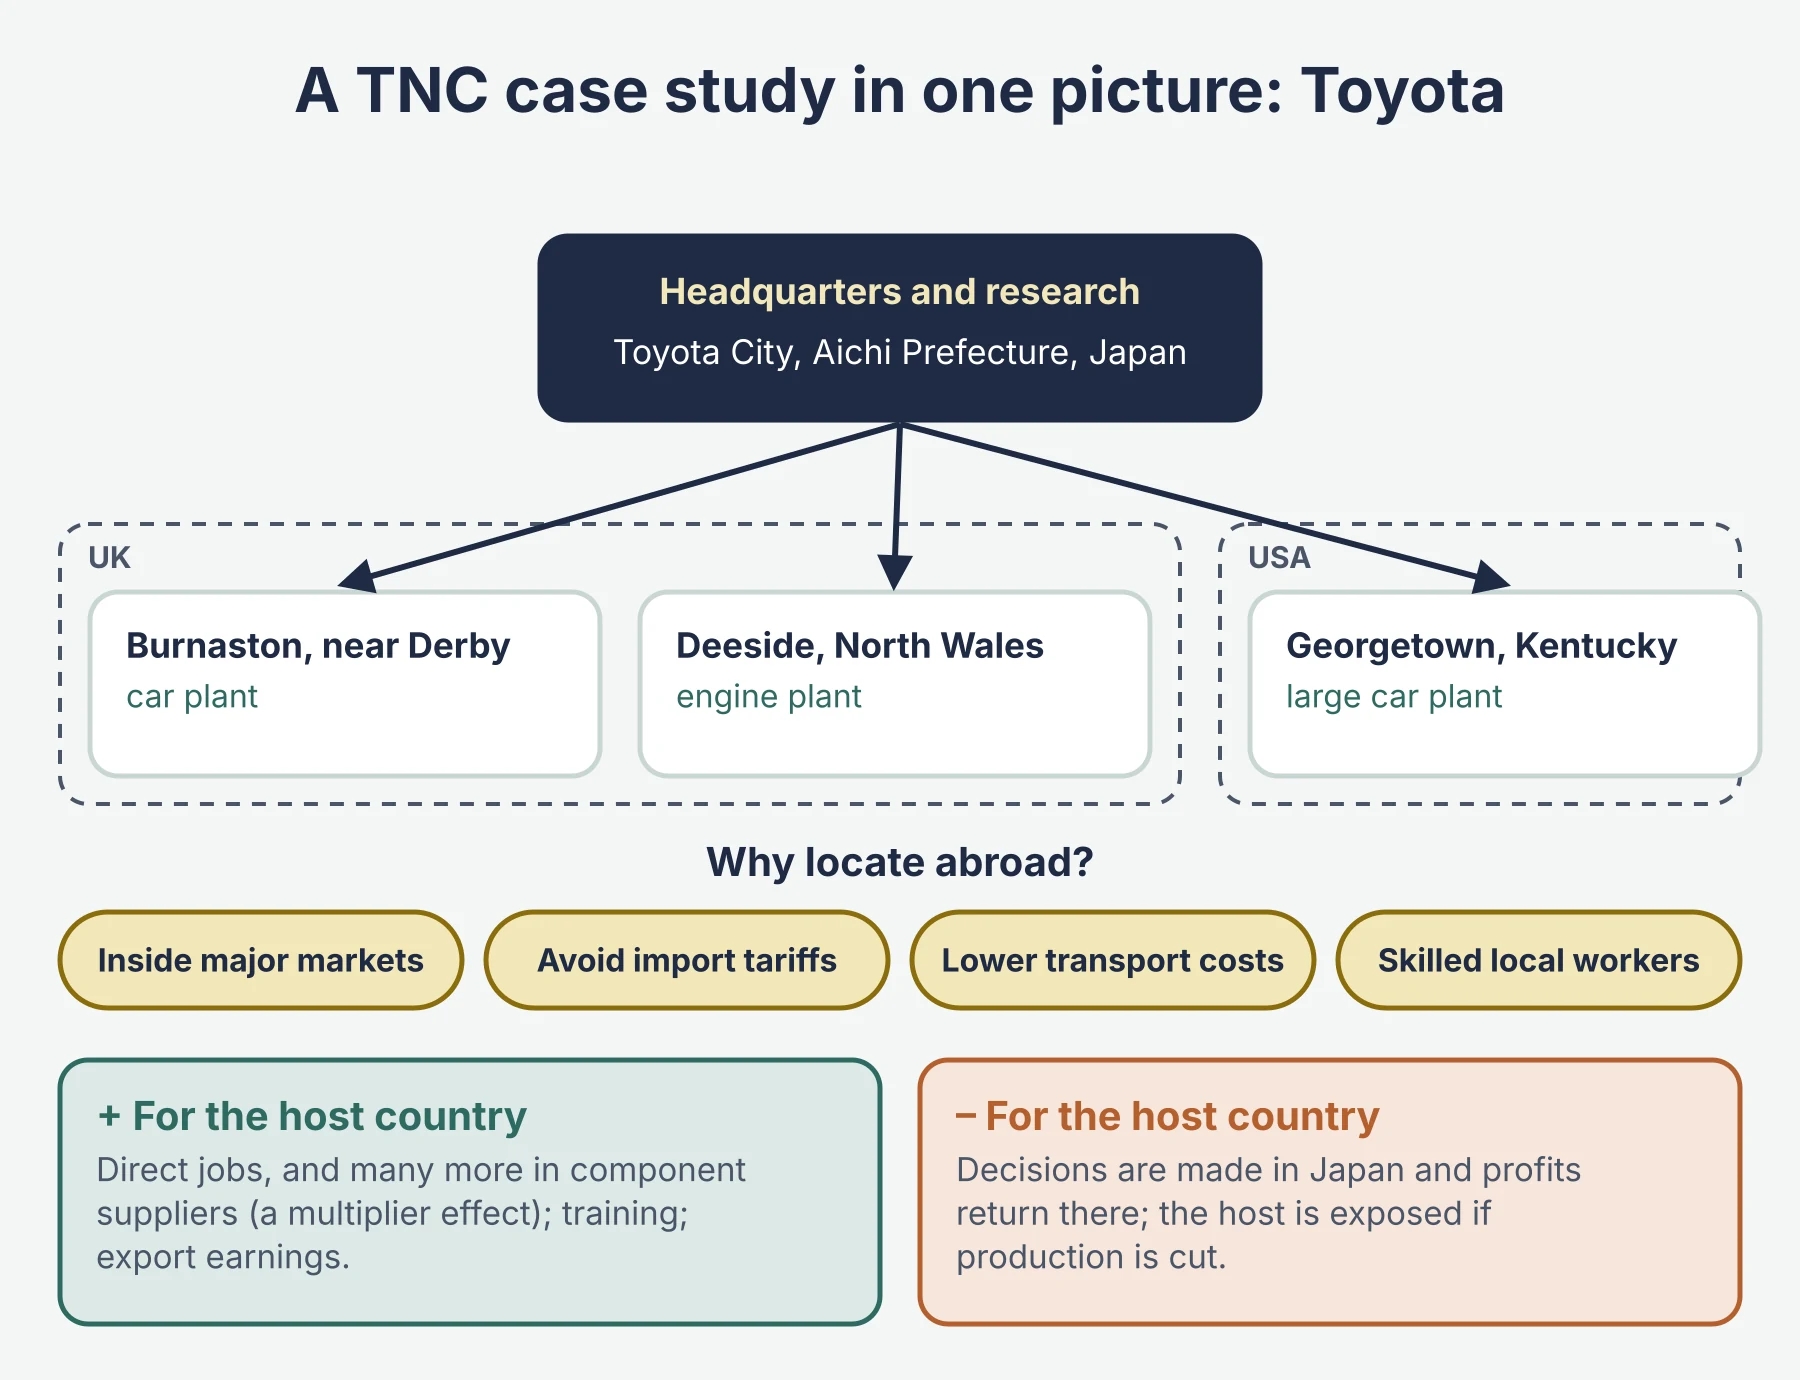 A TNC case study in one picture: Toyota
Headquarters and research
Toyota City, Aichi Prefecture, Japan
UK
Burnaston, near Derby
car plant
Deeside, North Wales
engine plant
USA
Georgetown, Kentucky
large car plant
Why locate abroad?
Inside major markets
Avoid import tariffs
Lower transport costs
Skilled local workers
+ For the host country
Direct jobs, and many more in component
suppliers (a multiplier effect); training;
export earnings.
– For the host country
Decisions are made in Japan and profits
return there; the host is exposed if
production is cut.